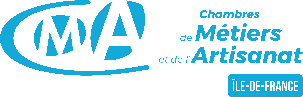 CMA
Chambres
de Métiers
et de l'Artisanat
ÎLE-DE-FRANCE